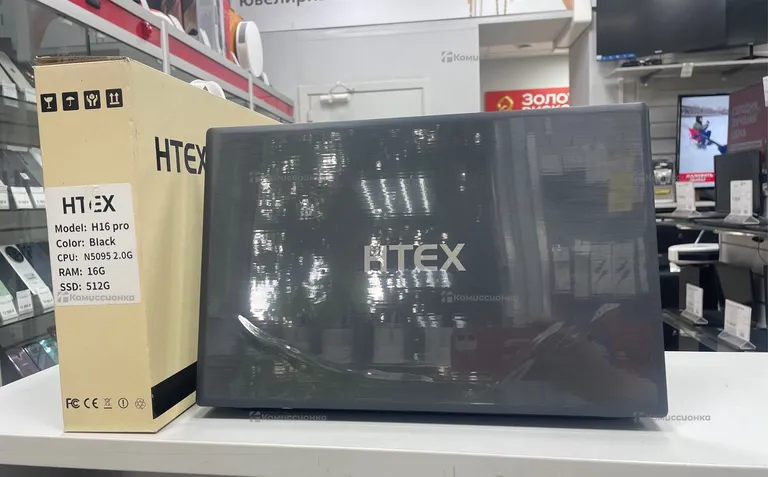 ювелирн
Комиссионка
ЗОЛО
HTEX
HTEX
HTEX
Model: H16 pro
Color: Black
CPU: N5095 2.0G
RAM: 16G
SSD: 512G
Комиссионка
Комиссионка
FC CE
Комиссионка
Комиссионка